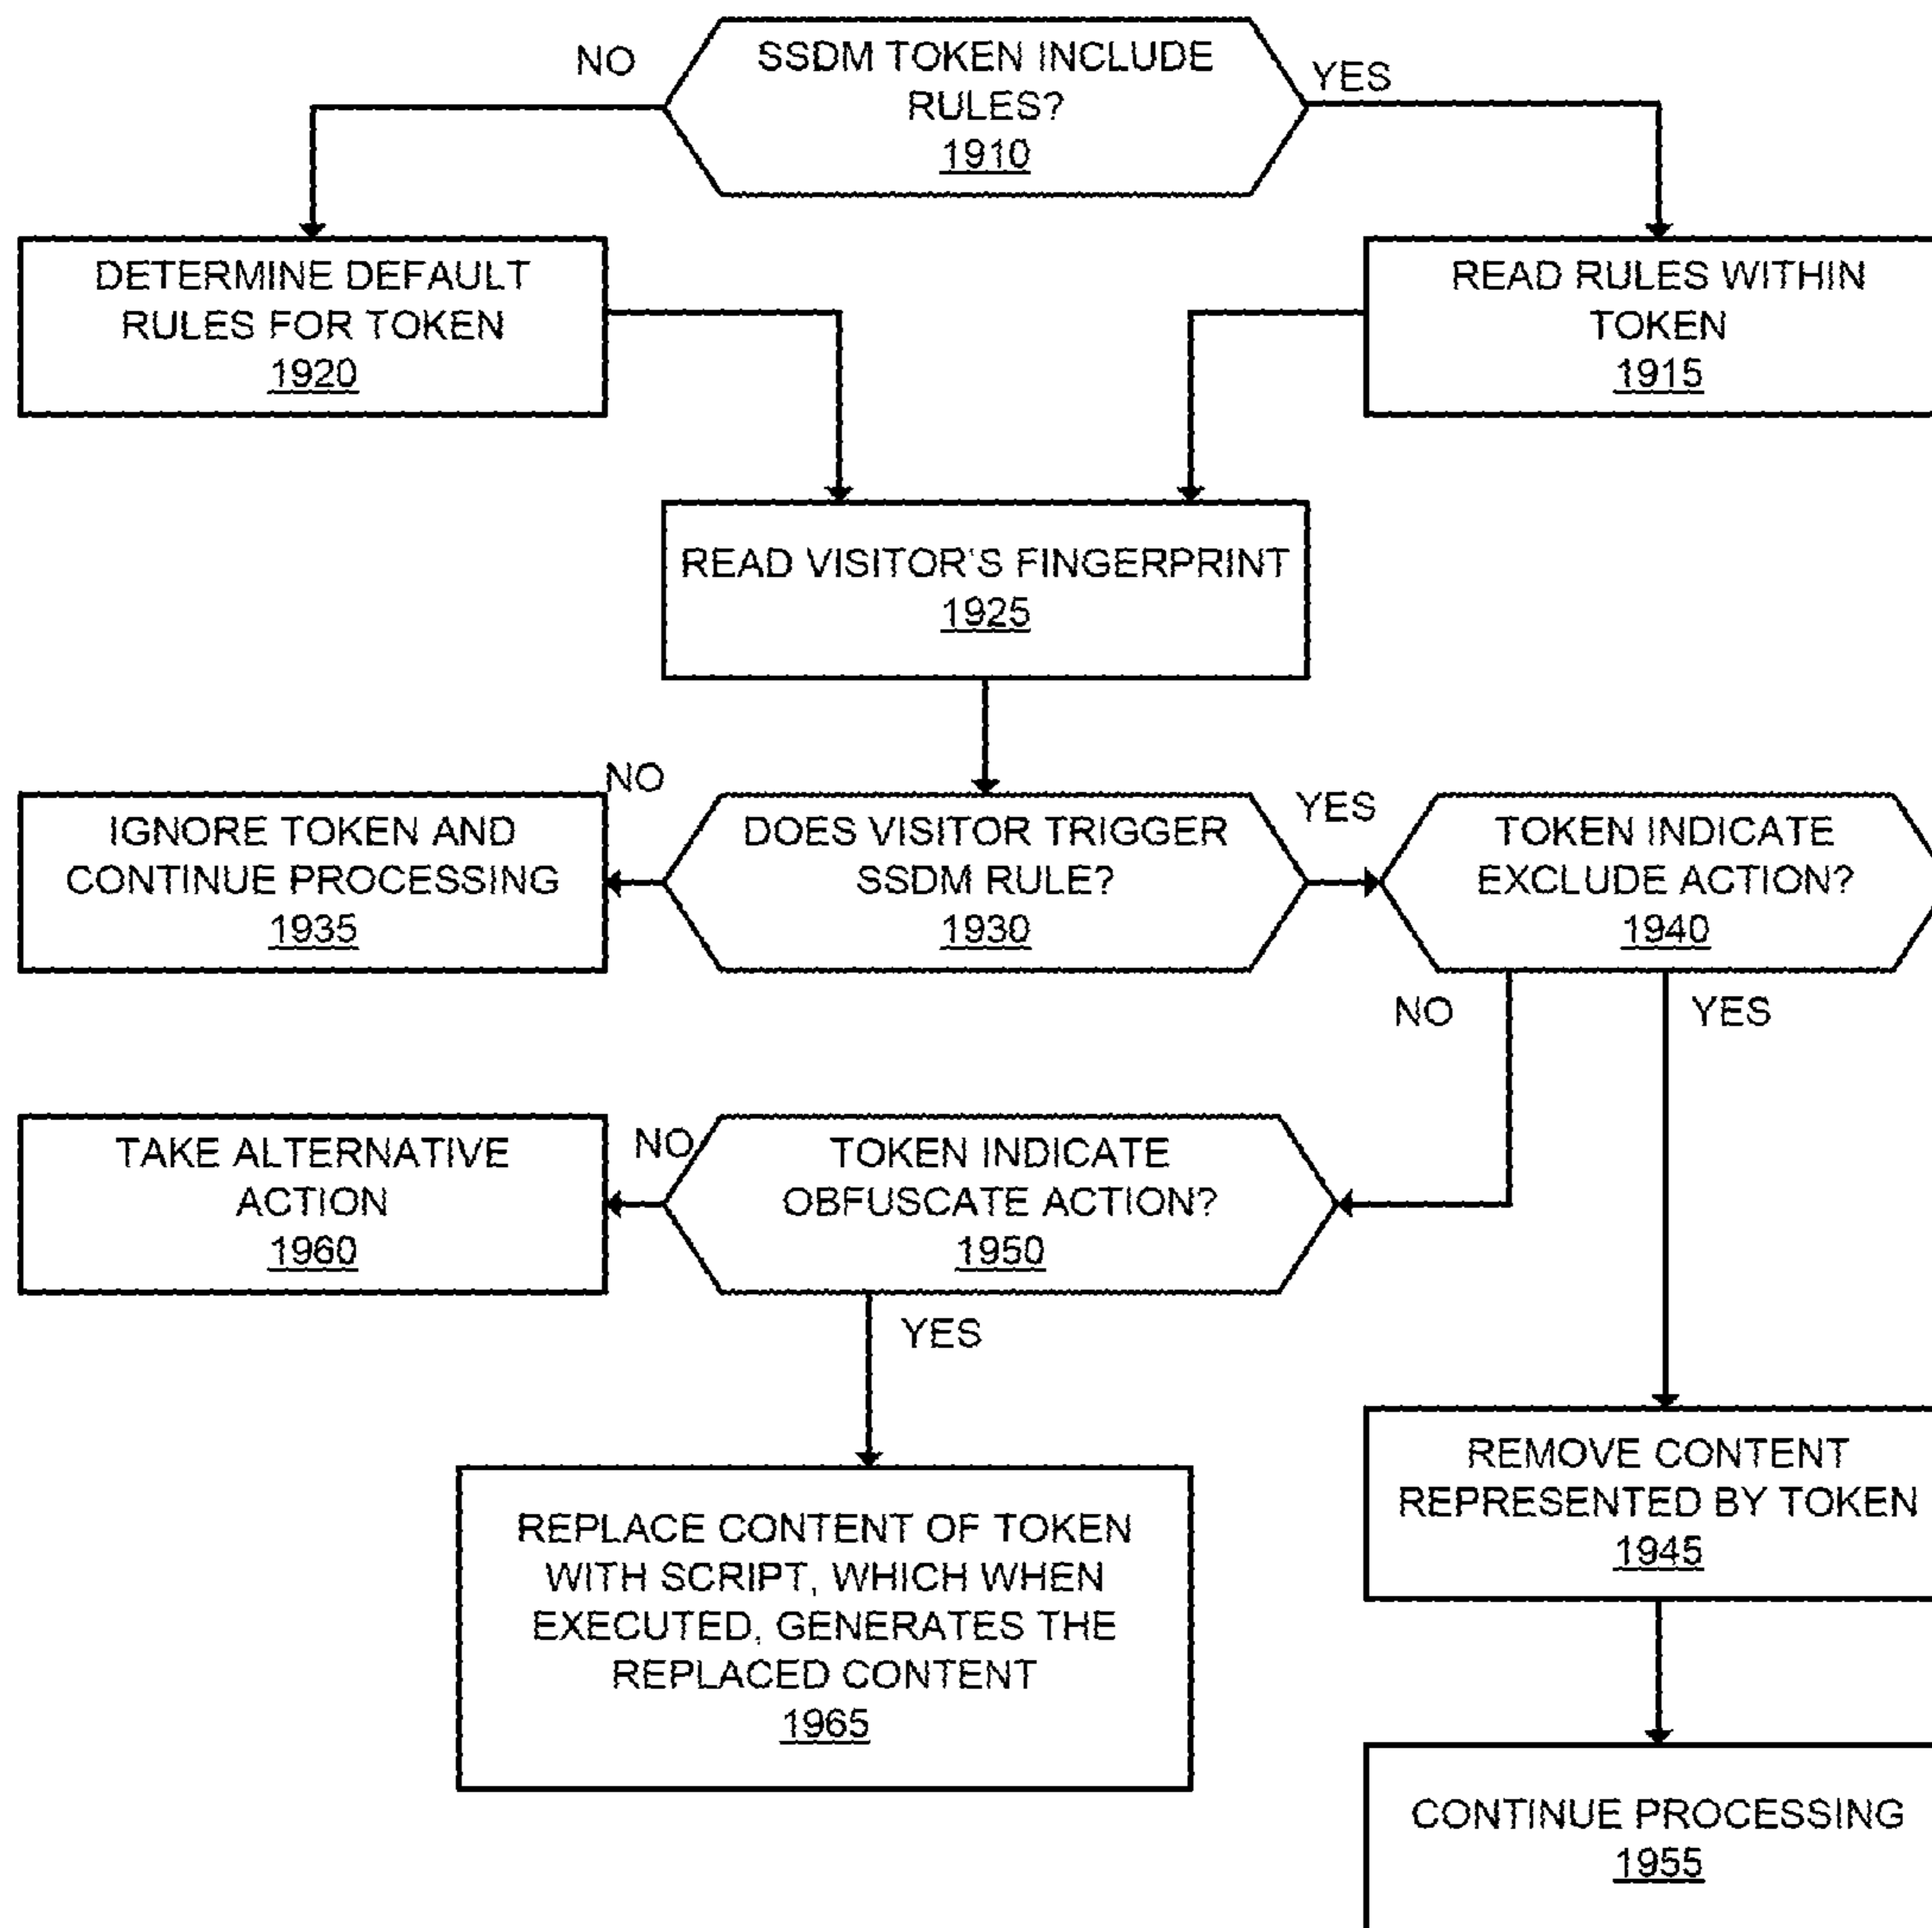 NO
SSDM TOKEN INCLUDE
RULES?
1910
YES
DETERMINE DEFAULT
RULES FOR TOKEN
1920
READ RULES WITHIN
TOKEN
1915
READ VISITOR'S FINGERPRINT
1925
NO
IGNORE TOKEN AND
CONTINUE PROCESSING
1935
DOES VISITOR TRIGGER
SSDM RULE?
1930
YES
TOKEN INDICATE
EXCLUDE ACTION?
1940
NO
YES
TAKE ALTERNATIVE
ACTION
1960
NO
TOKEN INDICATE
OBFUSCATE ACTION?
1950
YES
REPLACE CONTENT OF TOKEN
WITH SCRIPT, WHICH WHEN
EXECUTED, GENERATES THE
REPLACED CONTENT
1965
REMOVE CONTENT
REPRESENTED BY TOKEN
1945
CONTINUE PROCESSING
1955